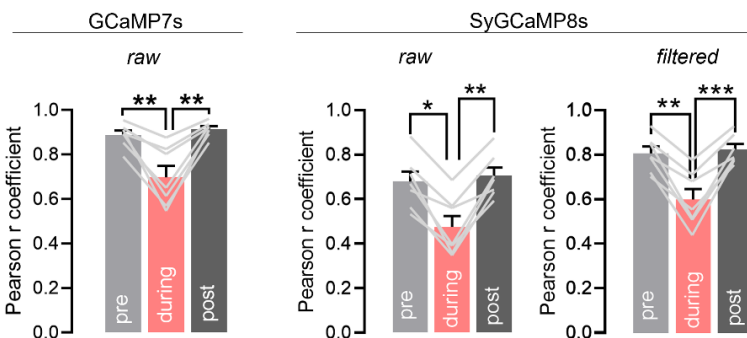 GCaMP7s
SyGCaMP8s
raw
raw
filtered
** **
* **
** ***
Pearson r coefficient
1.0
0.8
0.6
0.4
0.2
0.0
pre
during
post
Pearson r coefficient
1.0
0.8
0.6
0.4
0.2
0.0
pre
during
post
Pearson r coefficient
1.0
0.8
0.6
0.4
0.2
0.0
pre
during
post